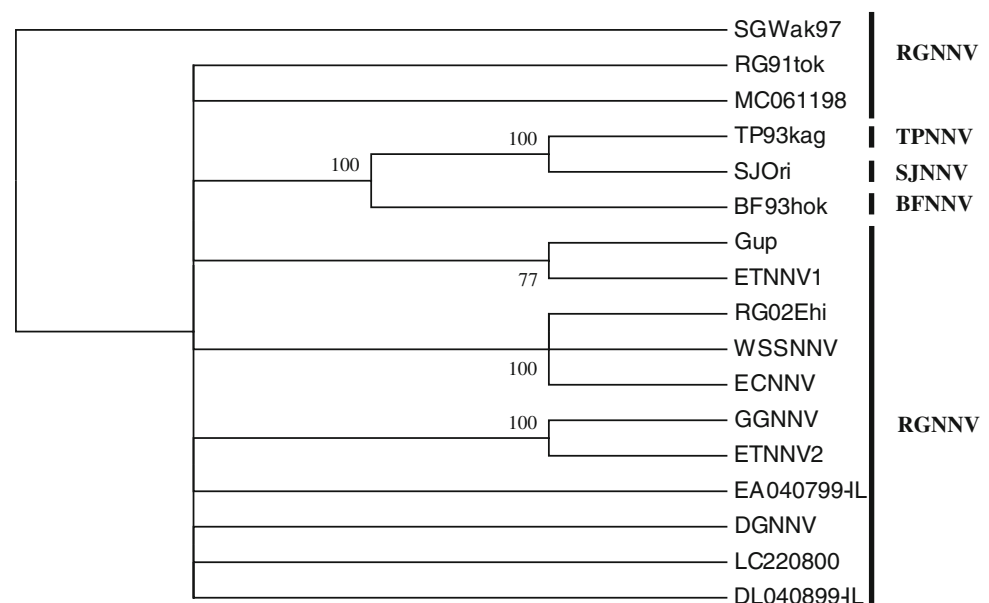 SGWak97
RGNNV
RG91tok
MC061198
100
TP93kag
TPNNV
100
SJOri
SJNNV
BF93hok
BFNNV
Gup
77
ETNNV1
RG02Ehi
WSSNNV
100
ECNNV
100
GGNNV
RGNNV
ETNNV2
EA040799-IL
DGNNV
LC220800
DL040899-IL